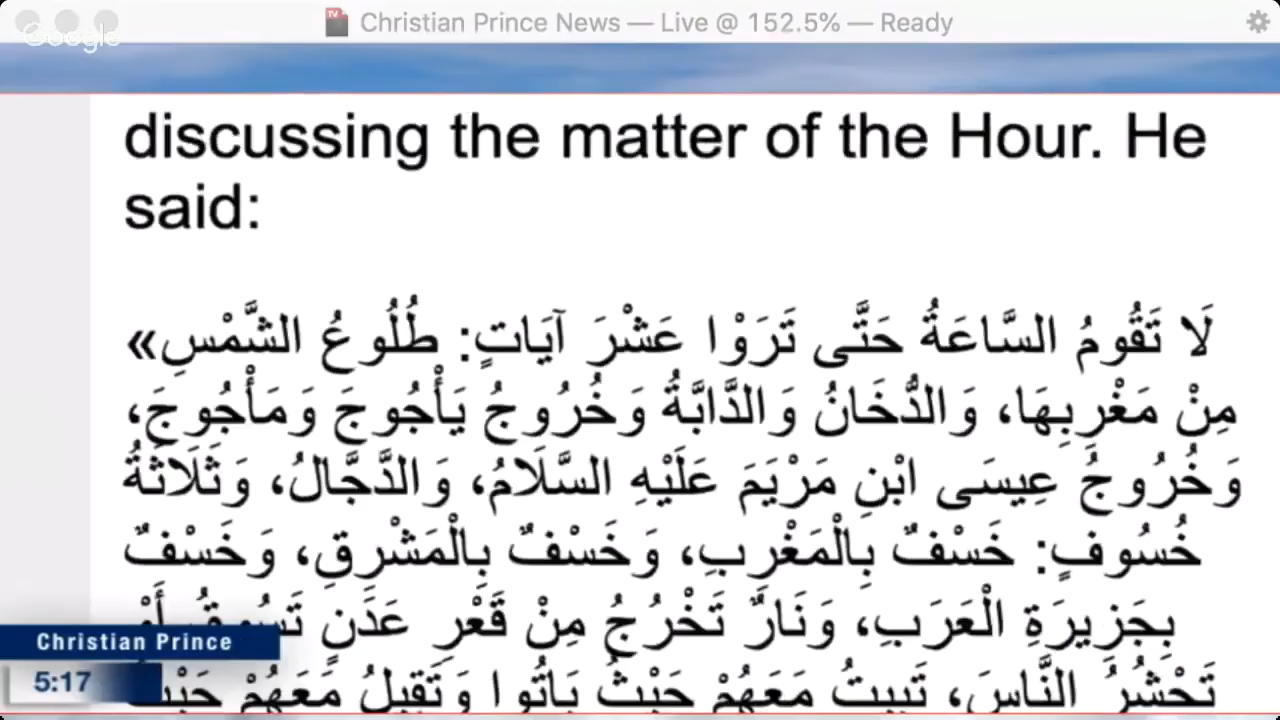 Google
Christian Prince News — Live @ 152.5% — Ready
discussing the matter of the Hour. He
said:
لَا تَقُومُ السَّاعَةُ حَتَّى تَرَوْا عَشْرَ آيَاتٍ: طُلُوعُ الشَّمْسِ»
مِنْ مَغْرِبِهَا، وَالدُّخَانُ وَالدَّابَّةُ وَخُرُوجُ يَأْجُوجَ وَمَأْجُوجَ،
وَخُرُوجُ عِيسَى ابْنِ مَرْيَمَ عَلَيْهِ السَّلَامُ، وَالدَّجَّالُ، وَثَلَاثَةُ
خُسُوفٍ: خَسْفٌ بِالْمَغْرِبِ، وَخَسْفٌ بِالْمَشْرِقِ، وَخَسْفٌ
بِجَزِيرَةِ الْعَرَبِ، وَنَارٌ تَخْرُجُ مِنْ قَعْرِ عَدَنٍ تَسُوقُ أَوْ
تَحْشُرُ النَّاسَ، تَبِيتُ مَعَهُمْ حَيْثُ بَاتُوا وَتَقِيلُ مَعَهُمْ حَيْثُ
Christian Prince
5:17